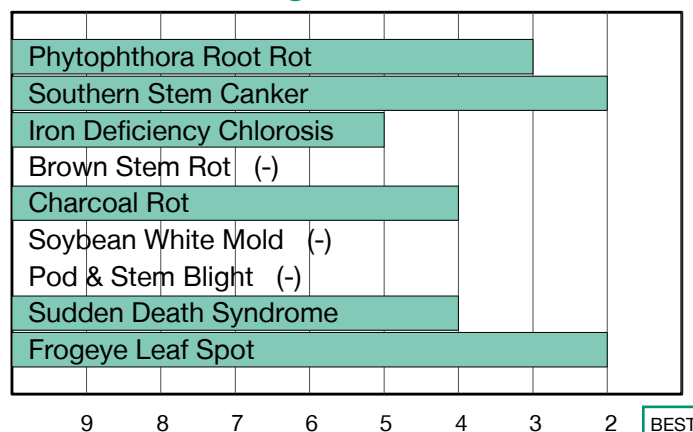 Phytophthora Root Rot
Southern Stem Canker
Iron Deficiency Chlorosis
Brown Stem Rot (-)
Charcoal Rot
Soybean White Mold (-)
Pod & Stem Blight (-)
Sudden Death Syndrome
Frogeye Leaf Spot
9 8 7 6 5 4 3 2 BEST